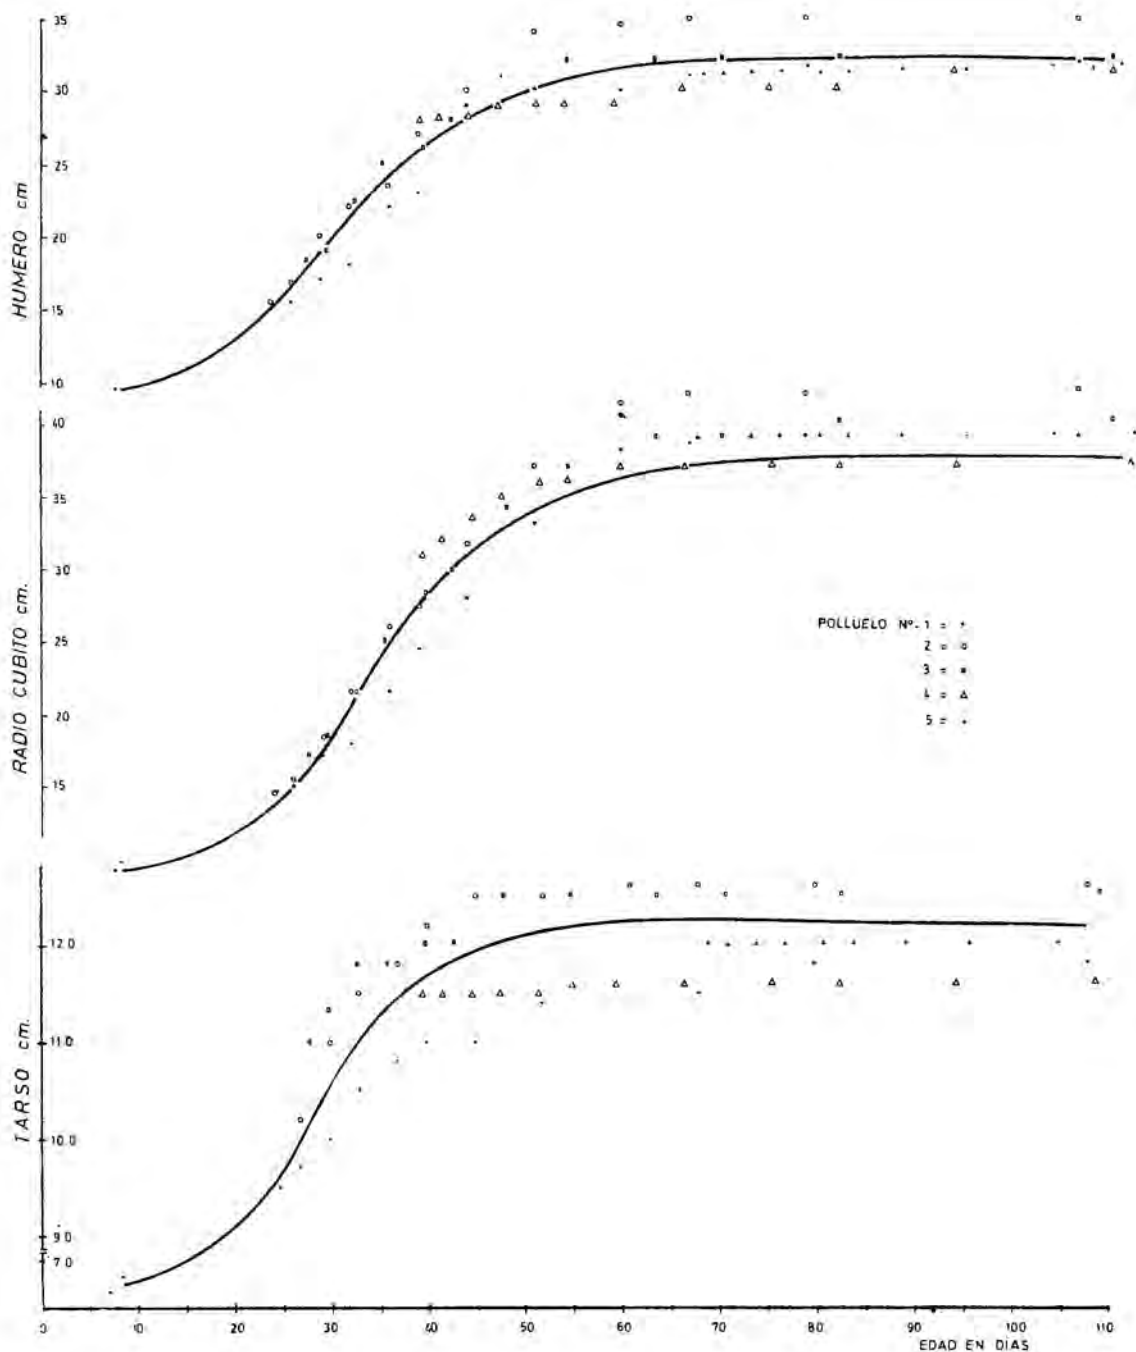 35
30
25
20
15
10
HUMERO cm
40
35
30
25
20
15
RADIO CUBITO cm.
POLLUELO Nº. 1 =
2 =
3 =
4 = Δ
5 =
12.0
11.0
10.0
9.0
7.0
TARSO cm.
0 10 20 30 40 50 60 70 80 90 100 110
EDAD EN DIAS